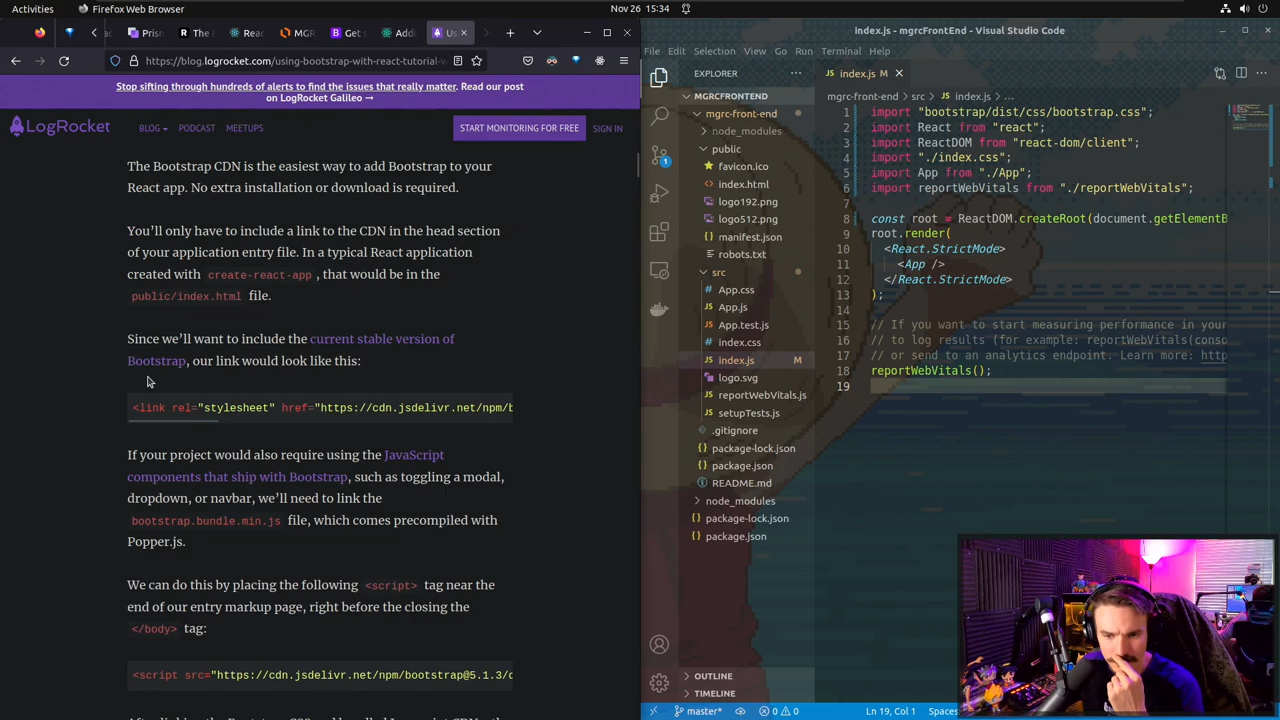 Activities
Firefox Web Browser
Nov 26 15:34
Prisn
The
React
MGR
Get s
Addi
Us
https://blog.logrocket.com/using-bootstrap-with-react-tutorial-w
Stop sifting through hundreds of alerts to find the issues that really matter. Read our post
on LogRocket Galileo →
LogRocket
BLOG
PODCAST
MEETUPS
START MONITORING FOR FREE
SIGN IN
The Bootstrap CDN is the easiest way to add Bootstrap to your
React app. No extra installation or download is required.
You’ll only have to include a link to the CDN in the head section
of your application entry file. In a typical React application
created with create-react-app , that would be in the
public/index.html file.
Since we’ll want to include the current stable version of
Bootstrap, our link would look like this:
<link rel="stylesheet" href="https://cdn.jsdelivr.net/npm/b
If your project would also require using the JavaScript
components that ship with Bootstrap, such as toggling a modal,
dropdown, or navbar, we’ll need to link the
bootstrap.bundle.min.js file, which comes precompiled with
Popper.js.
We can do this by placing the following <script> tag near the
end of our entry markup page, right before the closing the
</body> tag:
<script src="https://cdn.jsdelivr.net/npm/bootstrap@5.1.3/d
index.js - mgrcFrontEnd - Visual Studio Code
File Edit Selection View Go Run Terminal Help
EXPLORER
MGRCFRONTEND
mgrc-front-end
node_modules
public
favicon.ico
index.html
logo192.png
logo512.png
manifest.json
robots.txt
src
App.css
App.js
App.test.js
index.css
index.js M
logo.svg
reportWebVitals.js
setupTests.js
.gitignore
package-lock.json
package.json
README.md
node_modules
package-lock.json
package.json
OUTLINE
TIMELINE
1
index.js M
mgrc-front-end > src > index.js > ...
1 import "bootstrap/dist/css/bootstrap.css";
2 import React from "react";
3 import ReactDOM from "react-dom/client";
4 import "./index.css";
5 import App from "./App";
6 import reportWebVitals from "./reportWebVitals";
7
8 const root = ReactDOM.createRoot(document.getElementB
9 root.render(
10 <React.StrictMode>
11 <App />
12 </React.StrictMode>
13 );
14
15 // If you want to start measuring performance in your
16 // to log results (for example: reportWebVitals(conso
17 // or send to an analytics endpoint. Learn more: http
18 reportWebVitals();
19
master*
0 0
Ln 19, Col 1
Spaces